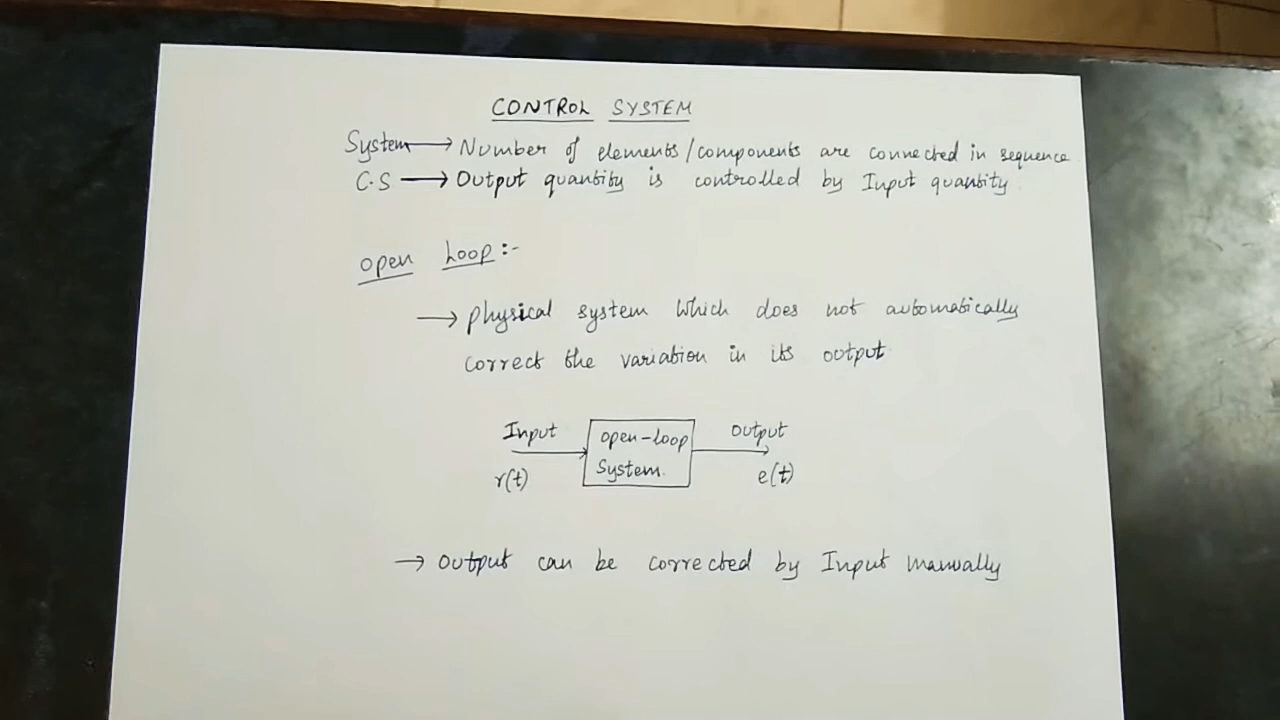 CONTROL SYSTEM
System → Number of elements/components are connected in sequence
C.S → Output quantity is controlled by Input quantity
Open Loop:-
→ physical system which does not automatically
correct the variation in its output
Input
open-loop
System.
Output
r(t)
e(t)
→ output can be corrected by Input manually